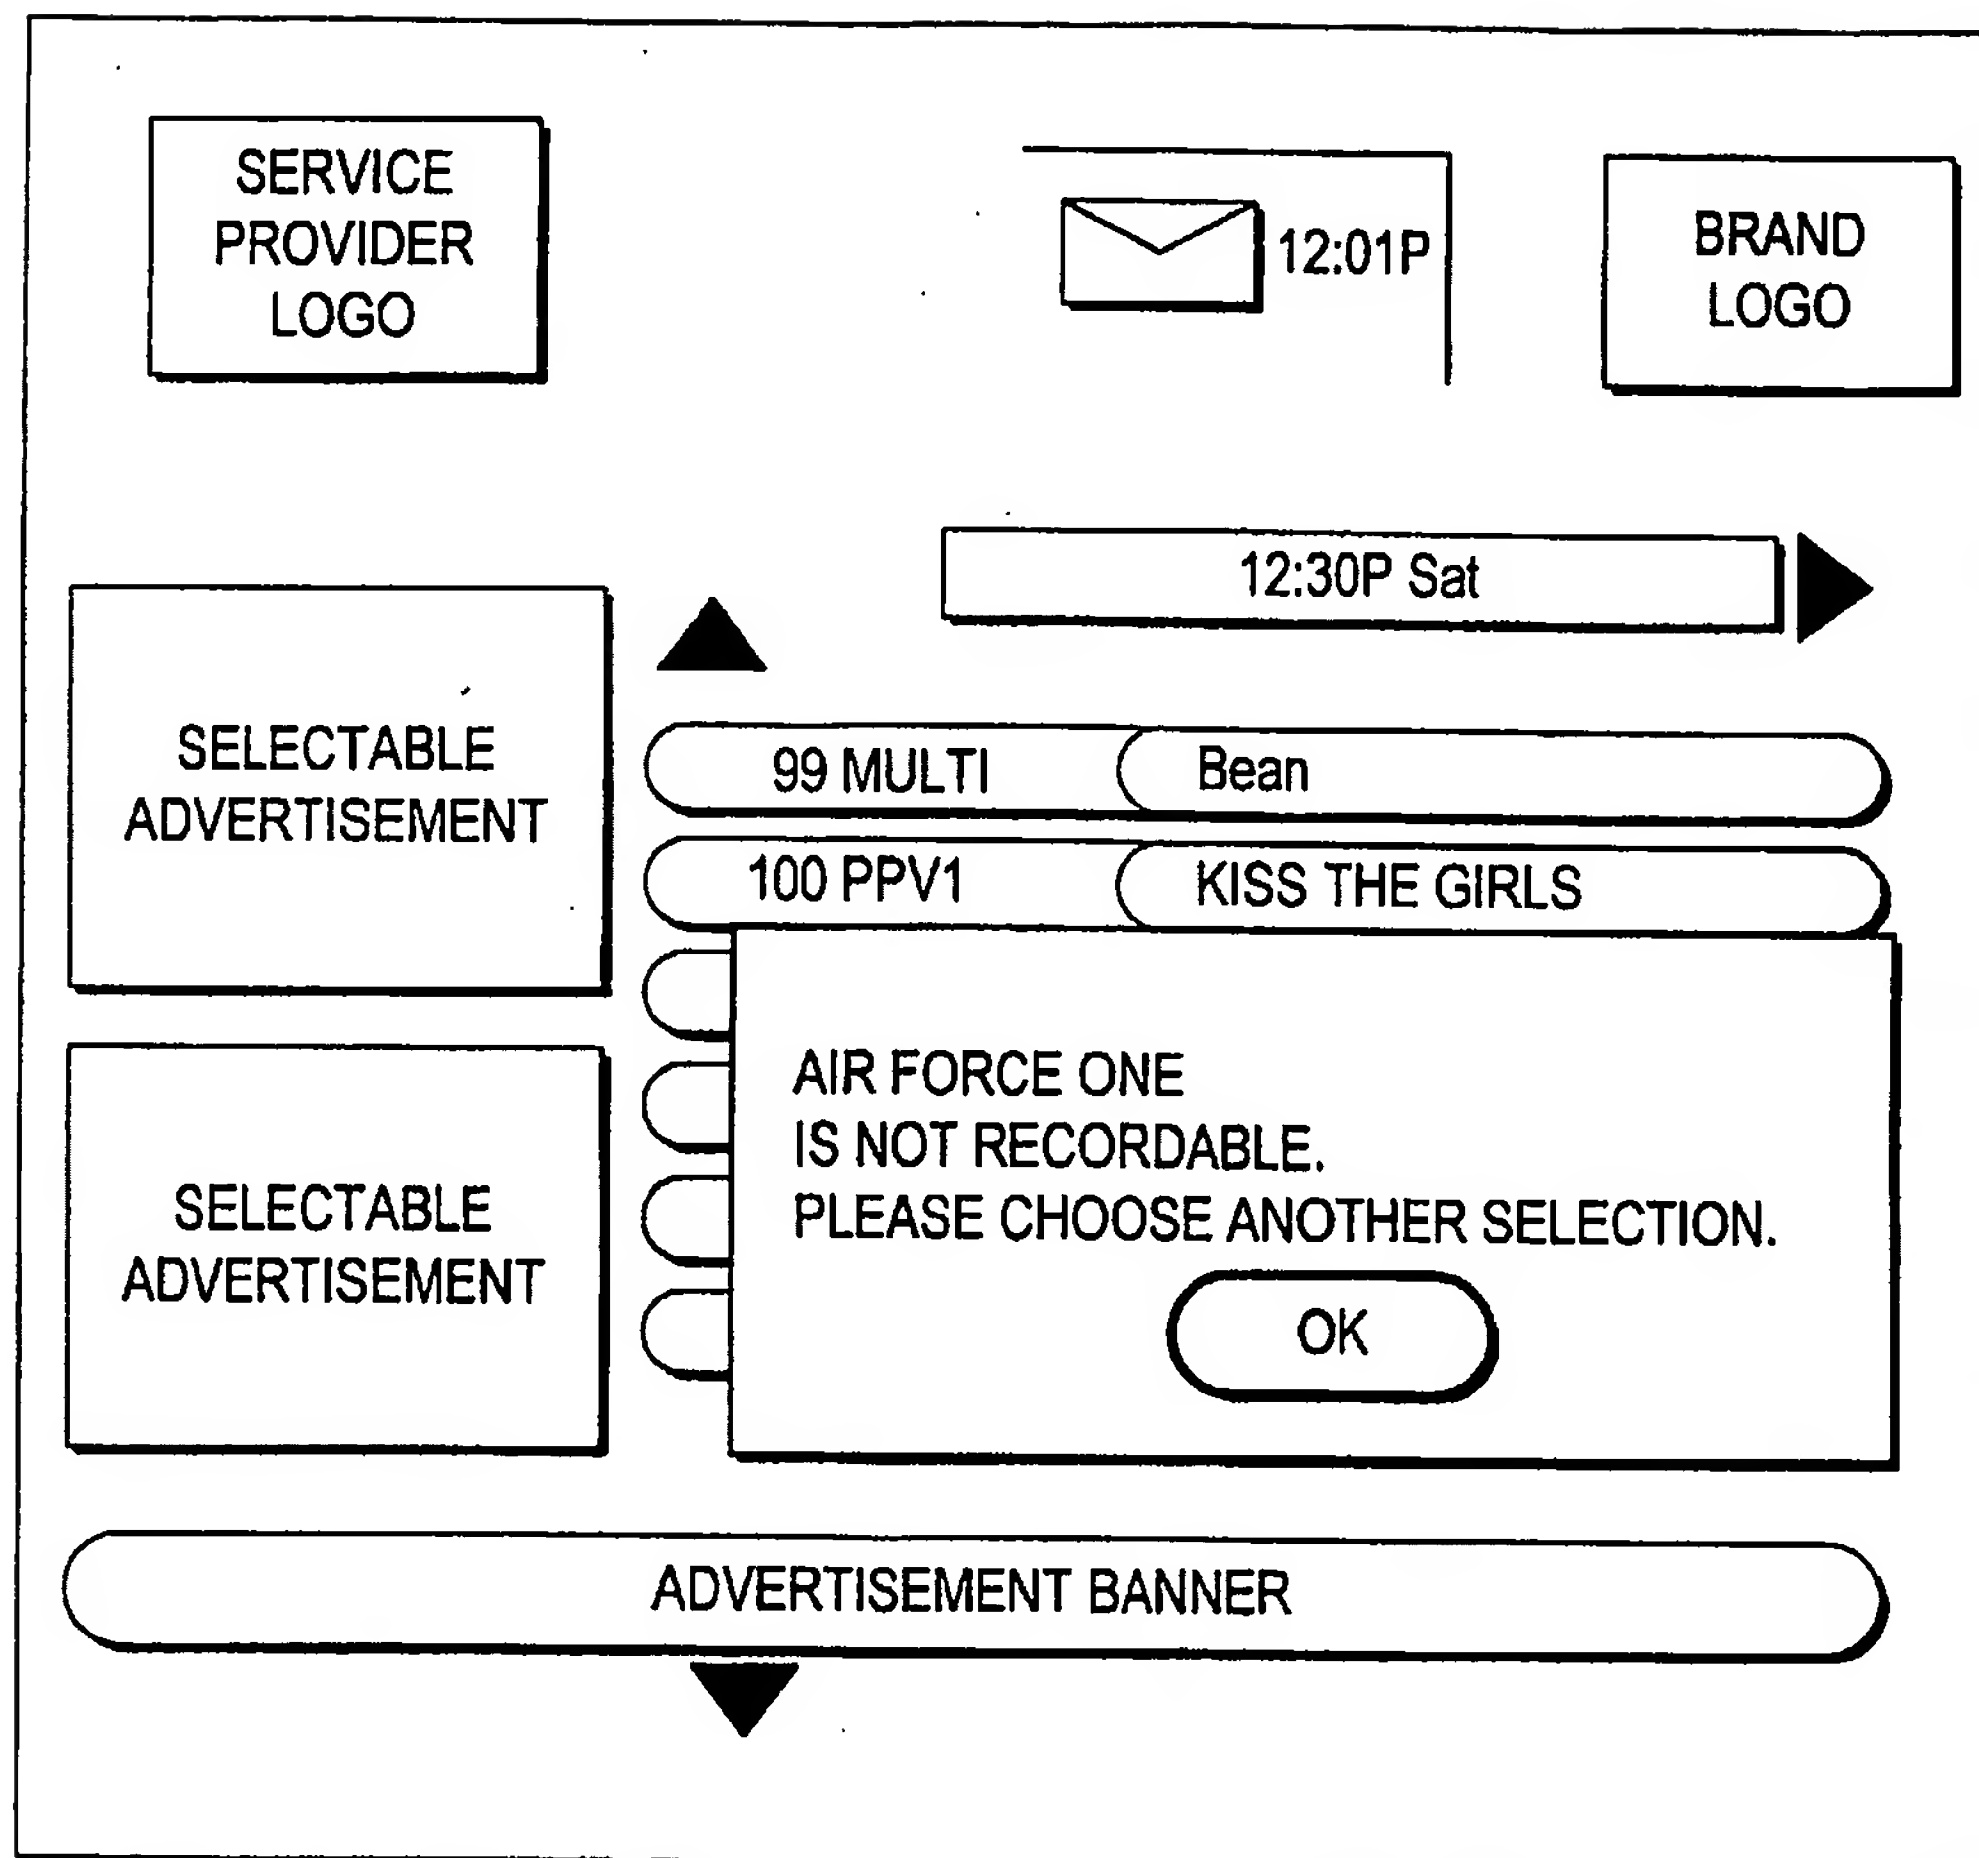 SERVICE
PROVIDER
LOGO
12:01P
BRAND
LOGO
12:30P Sat
SELECTABLE
ADVERTISEMENT
99 MULTI Bean
100 PPV1 KISS THE GIRLS
AIR FORCE ONE
IS NOT RECORDABLE.
PLEASE CHOOSE ANOTHER SELECTION.
OK
SELECTABLE
ADVERTISEMENT
ADVERTISEMENT BANNER